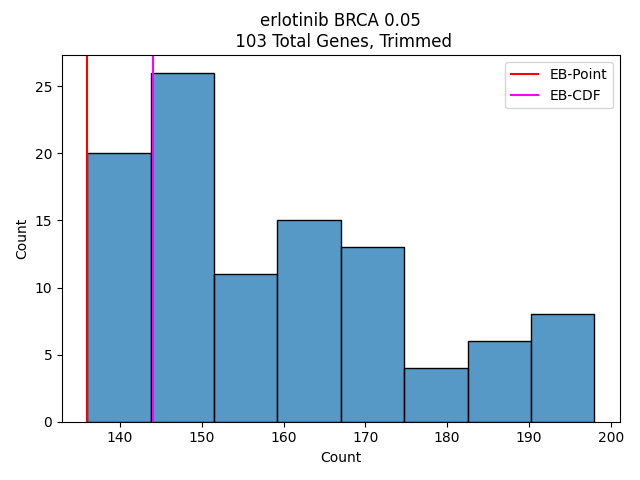 erlotinib BRCA 0.05
103 Total Genes, Trimmed
EB-Point
EB-CDF
Count
25
20
15
10
5
0
140 150 160 170 180 190 200
Count